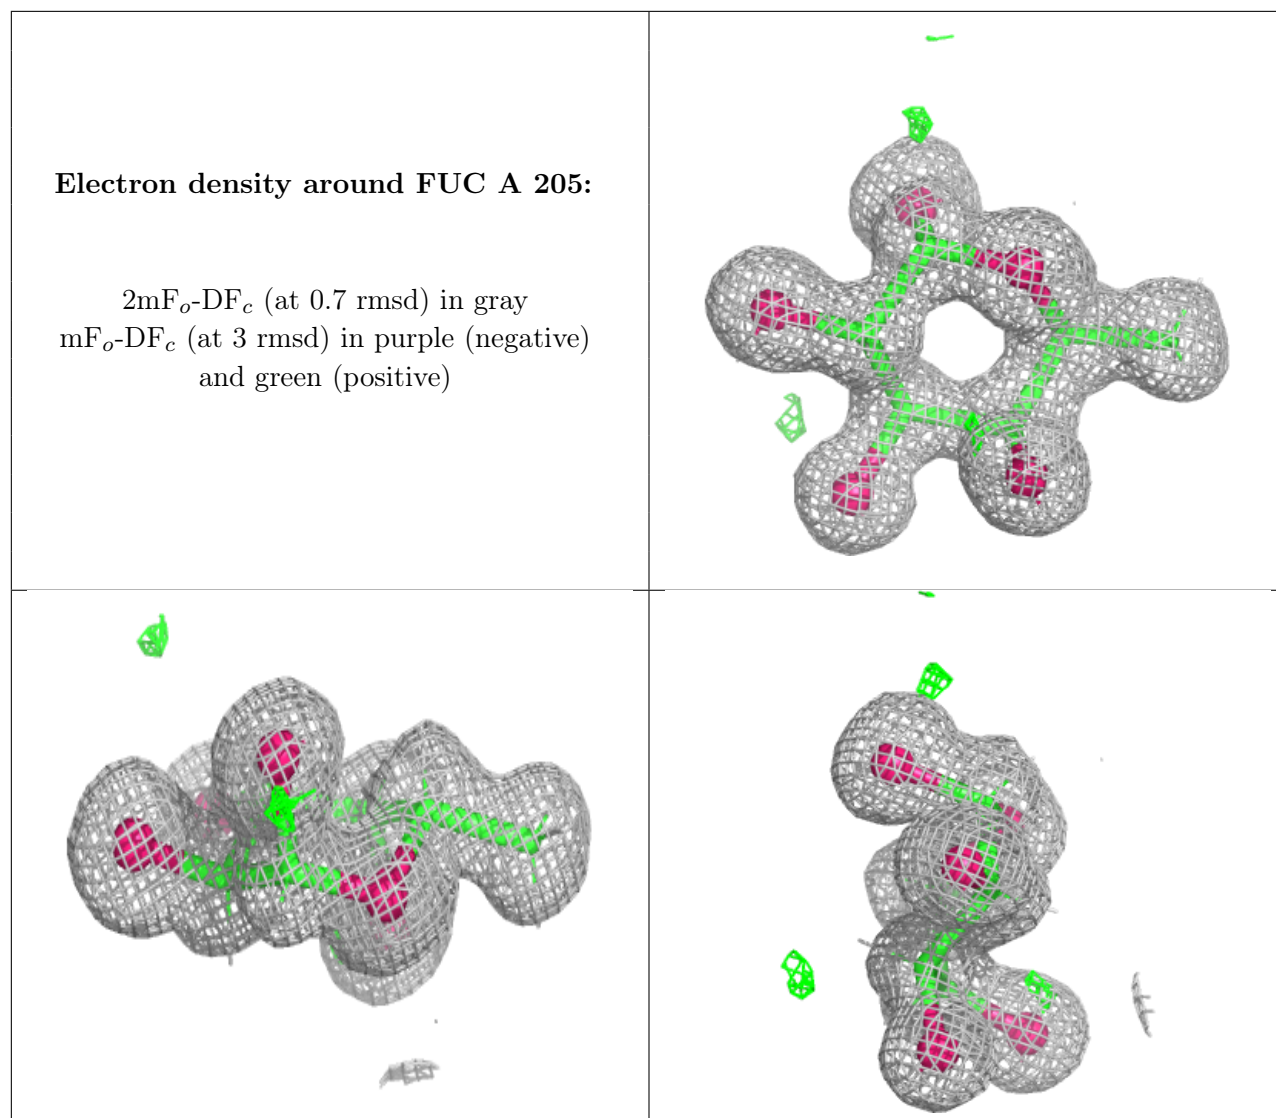 Electron density around FUC A 205:
2mFo-DFc (at 0.7 rmsd) in gray
mFo-DFc (at 3 rmsd) in purple (negative)
and green (positive)